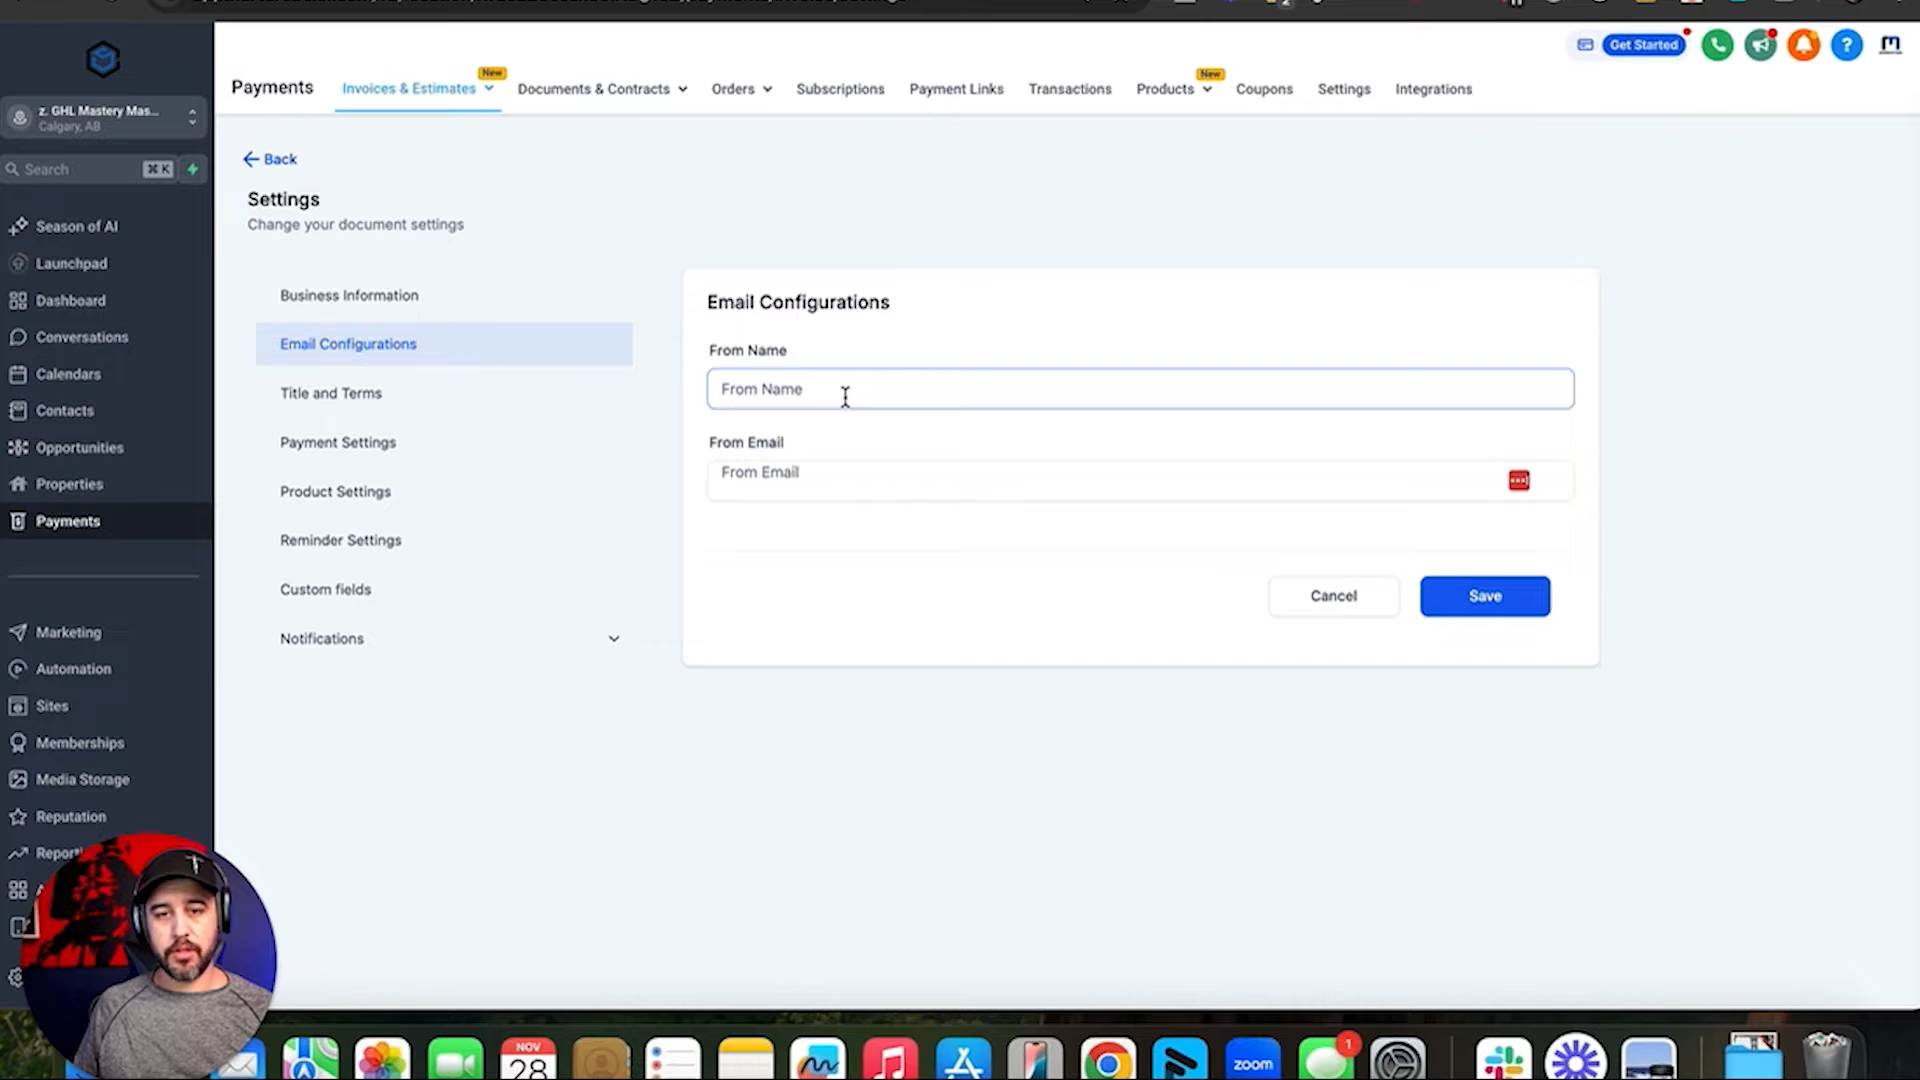 Get Started
Payments
Invoices & Estimates
New
Documents & Contracts
Orders
Subscriptions
Payment Links
Transactions
Products
New
Coupons
Settings
Integrations
z. GHL Mastery Mas...
Calgary, AB
Search
⌘ K
Season of AI
Launchpad
Dashboard
Conversations
Calendars
Contacts
Opportunities
Properties
Payments
Marketing
Automation
Sites
Memberships
Media Storage
Reputation
Back
Settings
Change your document settings
Business Information
Email Configurations
Title and Terms
Payment Settings
Product Settings
Reminder Settings
Custom fields
Notifications
Email Configurations
From Name
From Name
From Email
From Email
Cancel
Save
NOV
28
zoom
1